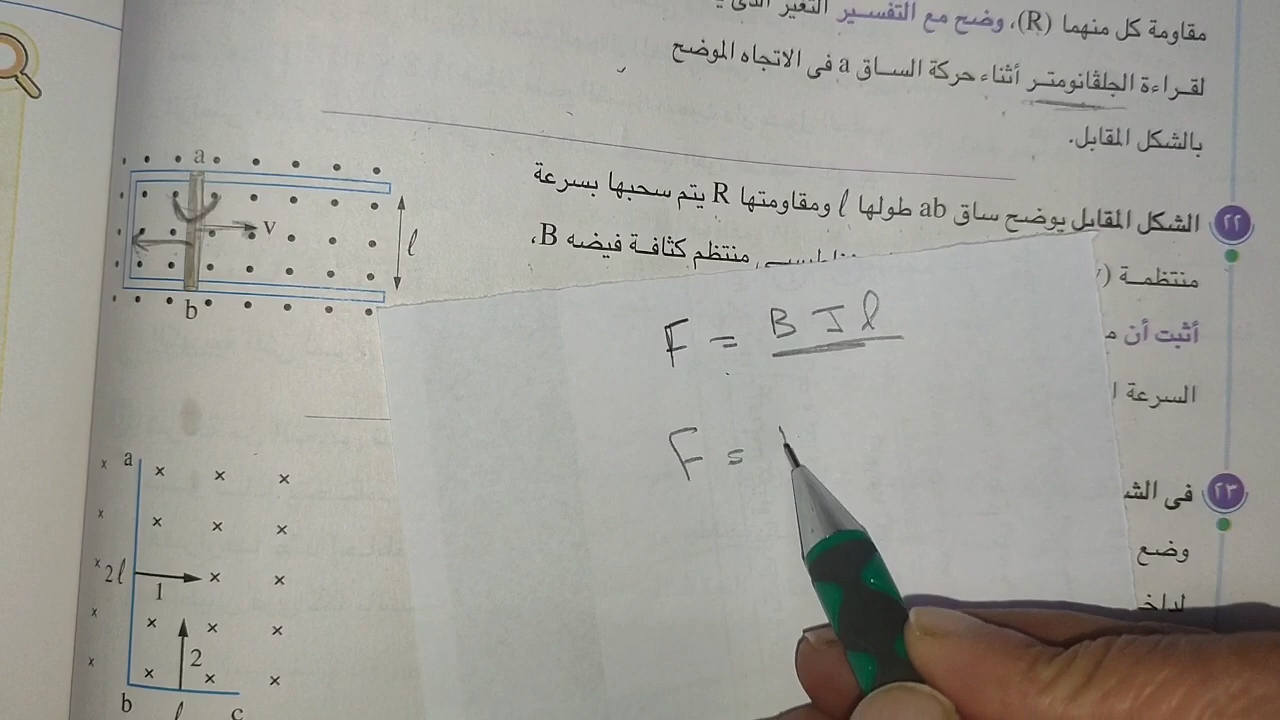 مقاومة كل منهما (R)، وضح مع التفسير التغير الذى
لقراءة الجلڤانومتر أثناء حركة الساق a فى الاتجاه الموضح
بالشكل المقابل.
٢٢ الشكل المقابل يوضح ساق ab طولها l ومقاومتها R يتم سحبها بسرعة
منتظمة (v منتظم كثافة فيضه B،
أثبت أن
السرعة
a
v
l
b
F = B I l
F =
٢٣ فى
وضع
a
2l
1
2
b
l
c